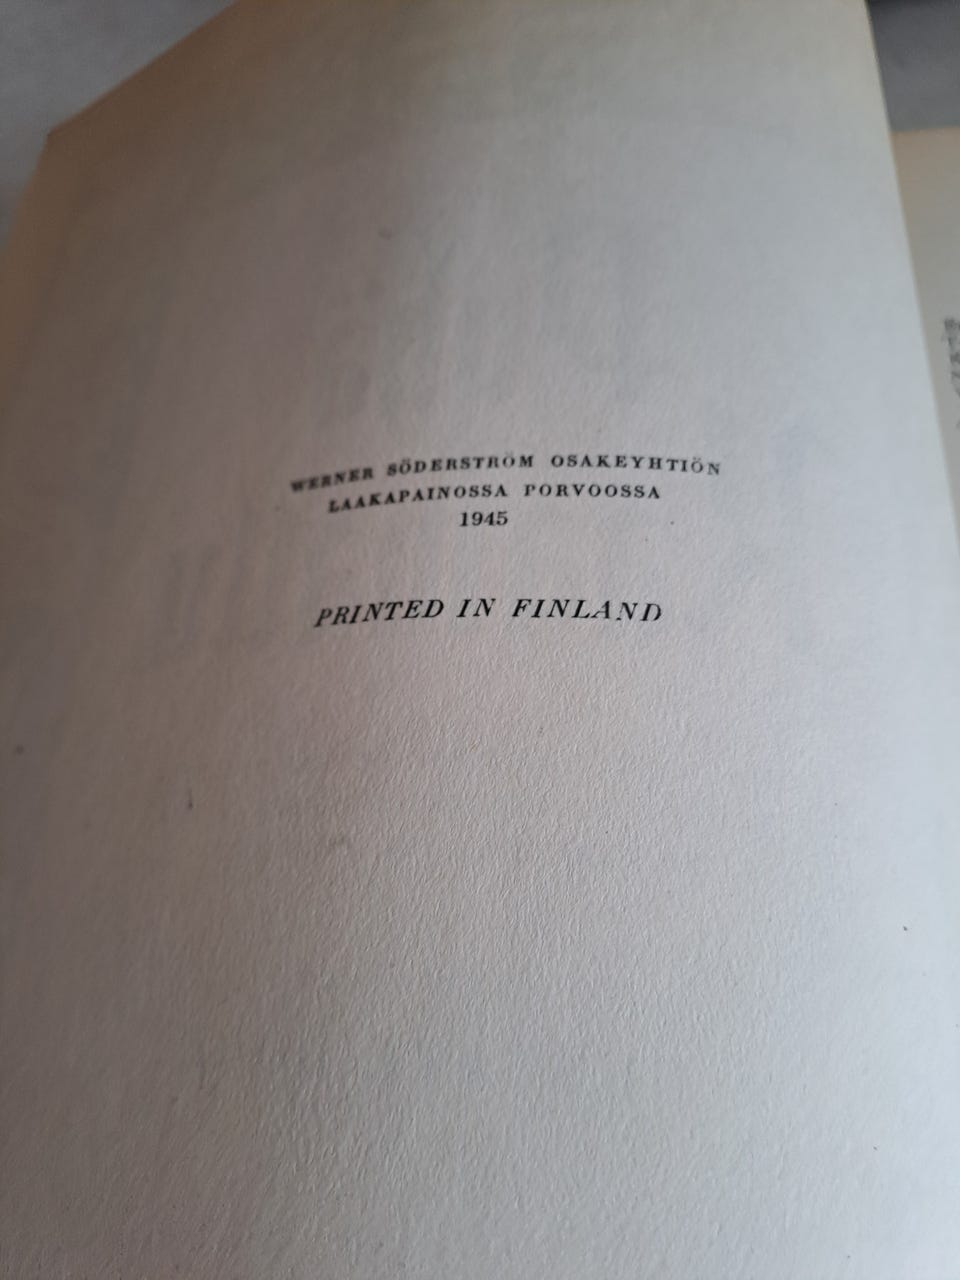 WERNER SÖDERSTRÖM OSAKEYHTIÖN
LAAKAPAINOSSA PORVOOSSA
1945
PRINTED IN FINLAND